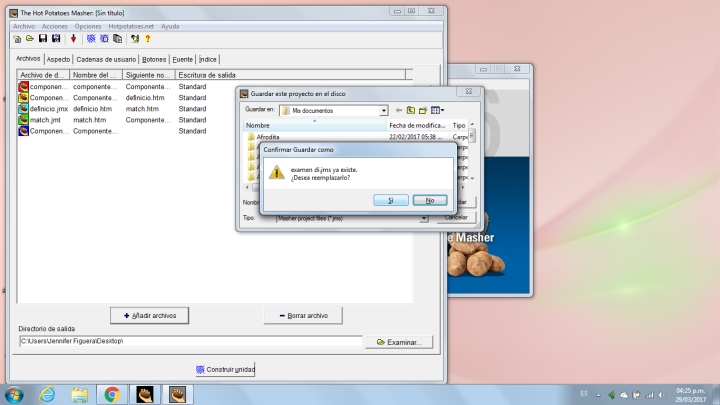 The Hot Potatoes Masher: [Sin título]
Archivo Acciones Opciones Hotpotatoes.net Ayuda
Archivos Aspecto Cadenas de usuario Botones Fuente Índice
Archivo de d... Nombre del ... Siguiente no... Escritura de salida
componen... componente... Componente... Standard
Componen... Componente... definicio.htm Standard
definicio.jmx definicio.htm match.htm Standard
match.jmt match.htm Componente... Standard
Componen... Componente... Standard
Guardar este proyecto en el disco
Guardar en: Mis documentos
Nombre Fecha de modifica... Tipo
Afrodita 22/02/2017 05:38 ... Carpe
Confirmar Guardar como
examen di.jms ya existe.
¿Desea reemplazarlo?
Sí No
Tipo: Masher project files (*.jms) Cancelar
e Masher
Añadir archivos Borrar archivo
Directorio de salida
C:\Users\Jennifer Figuera\Desktop\ Examinar...
Construir unidad
ES 04:25 p.m.
29/03/2017